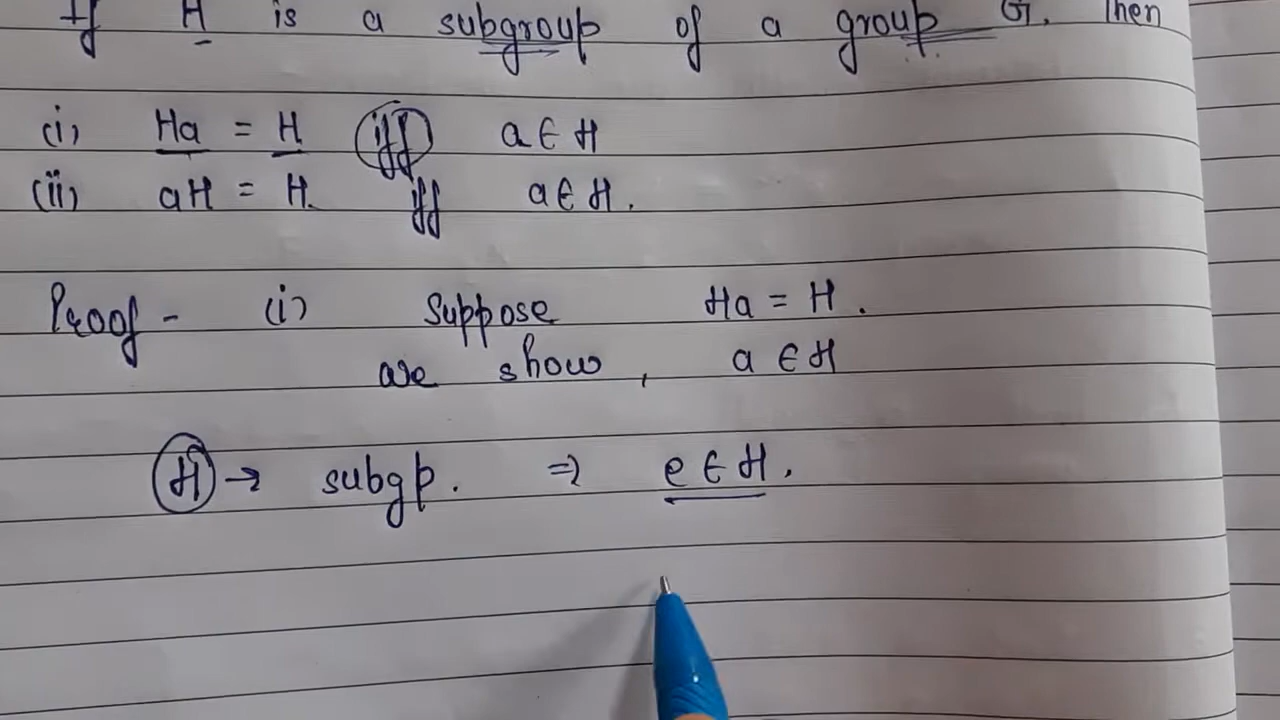 If H is a subgroup of a group G. Then
(i) Ha = H iff a ∈ H
(ii) aH = H. iff a ∈ H.
Proof - (i) Suppose Ha = H.
we show, a ∈ H
H → subgp. ⇒ e ∈ H.